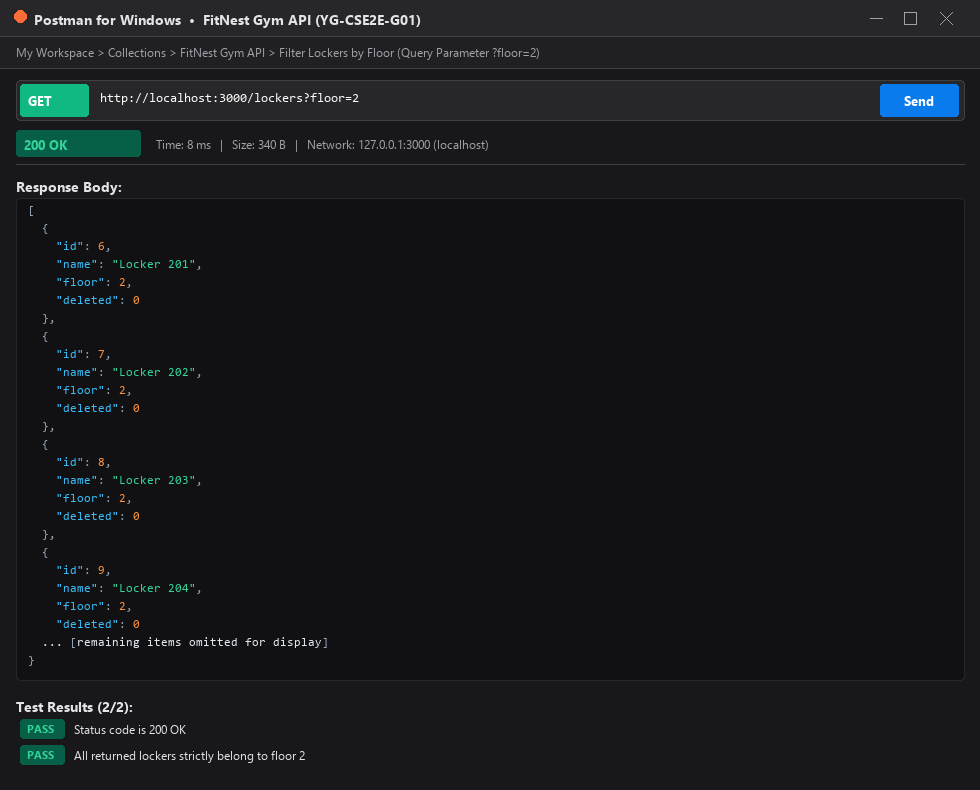 Postman for Windows • FitNest Gym API (YG-CSE2E-G01)
My Workspace > Collections > FitNest Gym API > Filter Lockers by Floor (Query Parameter ?floor=2)
GET http://localhost:3000/lockers?floor=2 Send
200 OK Time: 8 ms | Size: 340 B | Network: 127.0.0.1:3000 (localhost)
Response Body:
[
  {
    "id": 6,
    "name": "Locker 201",
    "floor": 2,
    "deleted": 0
  },
  {
    "id": 7,
    "name": "Locker 202",
    "floor": 2,
    "deleted": 0
  },
  {
    "id": 8,
    "name": "Locker 203",
    "floor": 2,
    "deleted": 0
  },
  {
    "id": 9,
    "name": "Locker 204",
    "floor": 2,
    "deleted": 0
  ... [remaining items omitted for display]
}
Test Results (2/2):
PASS Status code is 200 OK
PASS All returned lockers strictly belong to floor 2